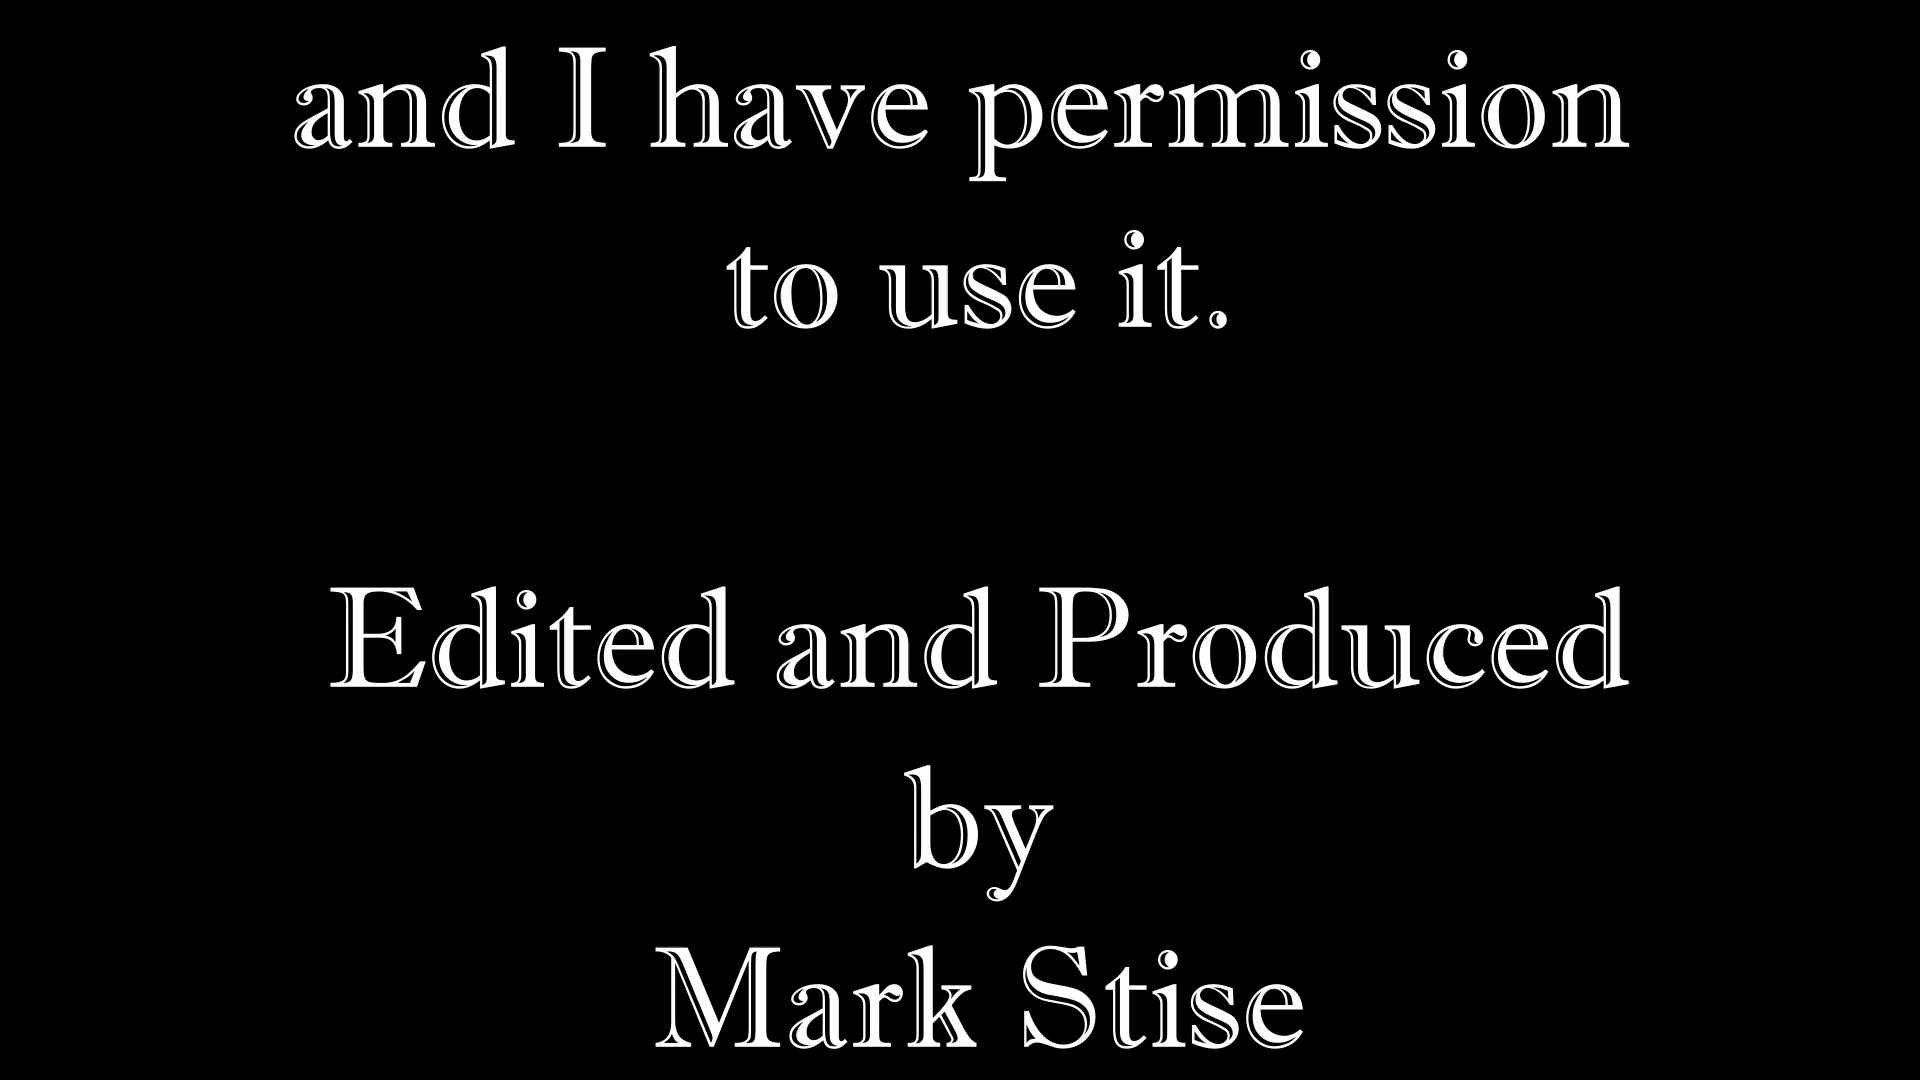 and I have permission
to use it.
Edited and Produced
by
Mark Stise